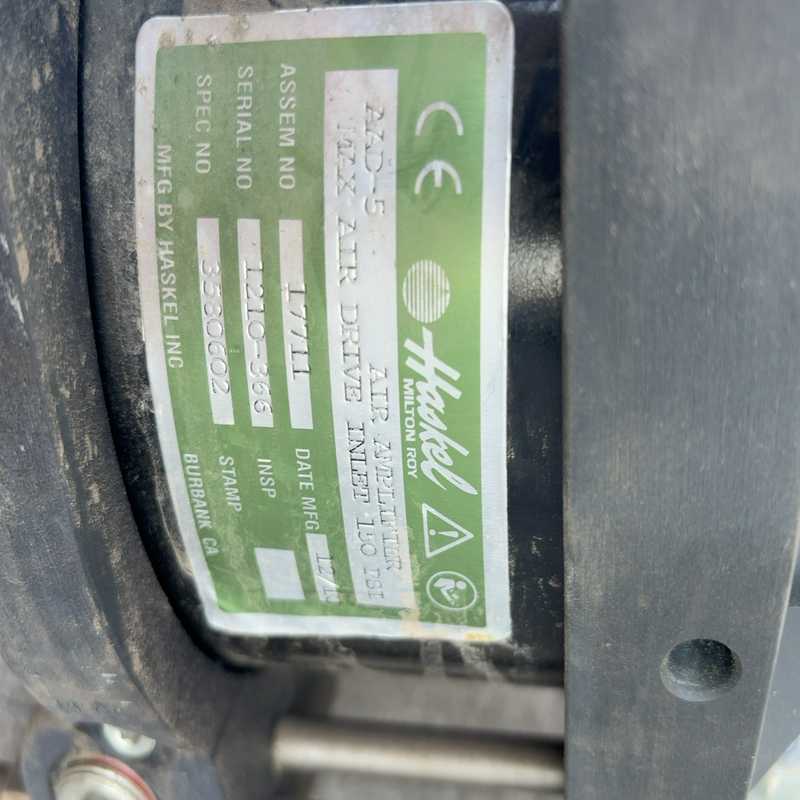 CE
Haskel
MILTON ROY
AAD-5 AIR AMPLIFIER
MAX AIR DRIVE INLET 150 PSI
ASSEM NO 17711 DATE MFG
SERIAL NO 1210-366 INSP
SPEC NO STAMP
MFG BY HASKEL INC BURBANK CA